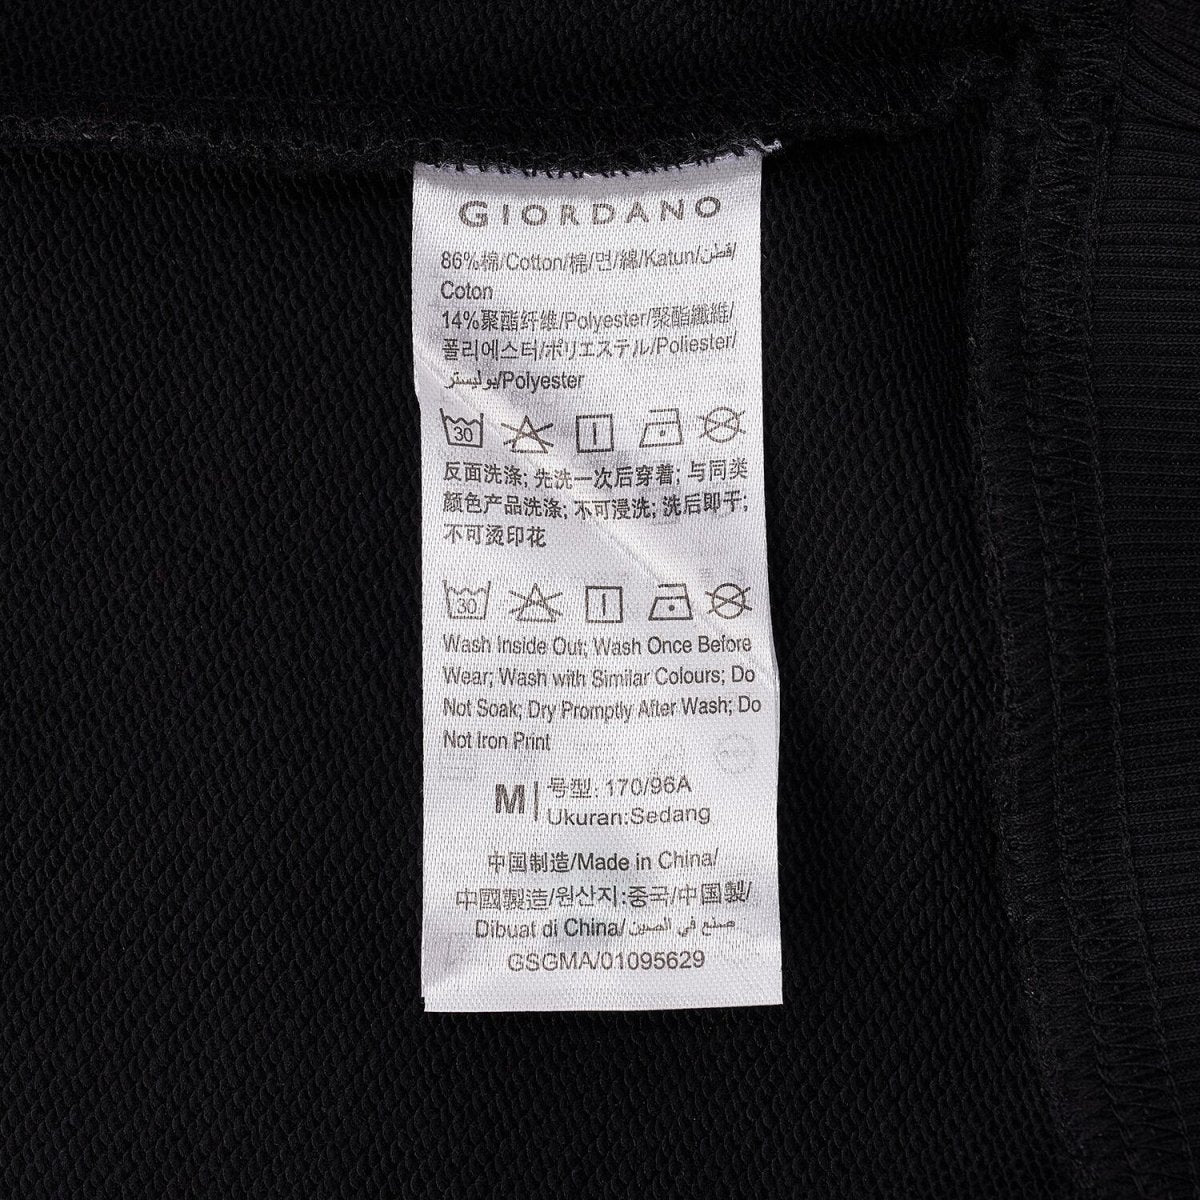 GIORDANO
86%棉/Cotton/棉/면/綿/Katun/قطن/
Coton
14%聚酯纤维/Polyester/聚酯纖維/
폴리에스터/ポリエステル/Poliester/
بوليستر/Polyester
30
反面洗涤; 先洗一次后穿着; 与同类
颜色产品洗涤; 不可浸洗; 洗后即干;
不可烫印花
30
Wash Inside Out; Wash Once Before
Wear; Wash with Similar Colours; Do
Not Soak; Dry Promptly After Wash; Do
Not Iron Print
M 号型: 170/96A
Ukuran:Sedang
中国制造/Made in China/
中國製造/원산지:중국/中国製/
Dibuat di China/صنع في الصين
GSGMA/01095629